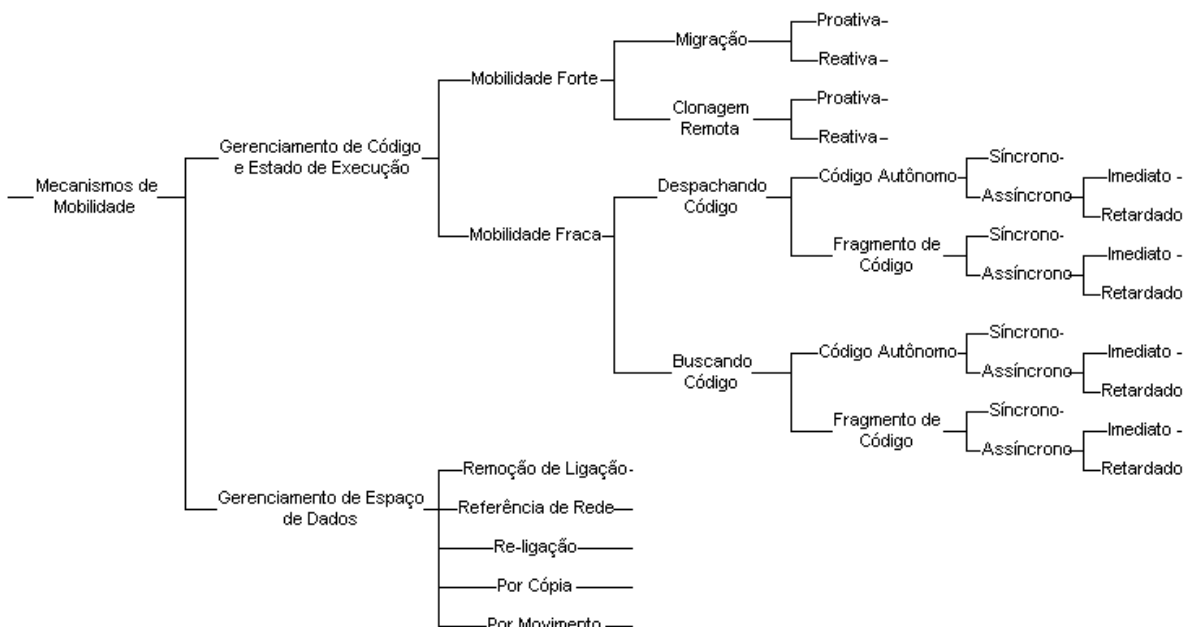 Mecanismos de
Mobilidade
Gerenciamento de Código
e Estado de Execução
Mobilidade Forte
Migração
Proativa
Reativa
Clonagem
Remota
Proativa
Reativa
Mobilidade Fraca
Despachando
Código
Código Autônomo
Síncrono
Assíncrono
Imediato
Retardado
Fragmento de
Código
Síncrono
Assíncrono
Imediato
Retardado
Buscando
Código
Código Autônomo
Síncrono
Assíncrono
Imediato
Retardado
Fragmento de
Código
Síncrono
Assíncrono
Imediato
Retardado
Gerenciamento de Espaço
de Dados
Remoção de Ligação
Referência de Rede
Re-ligação
Por Cópia
Por Movimento